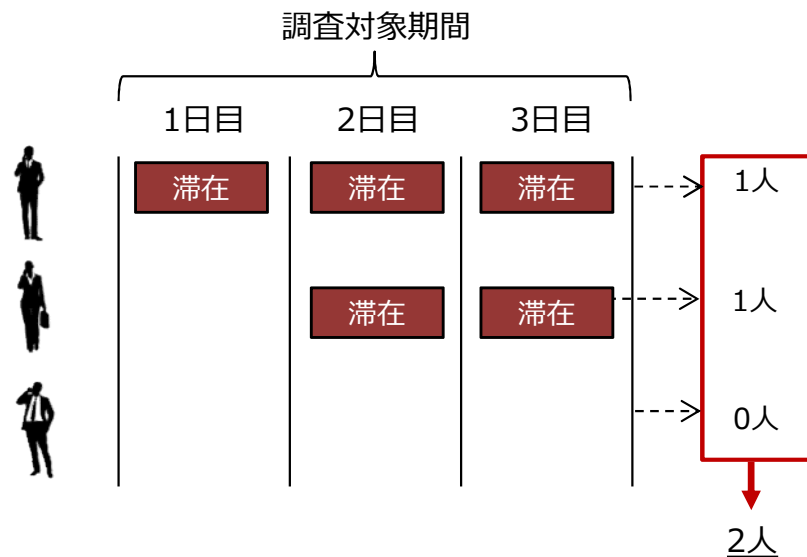 調査対象期間
1日目 2日目 3日目
滞在 滞在 滞在 1人
滞在 滞在 1人
0人
2人